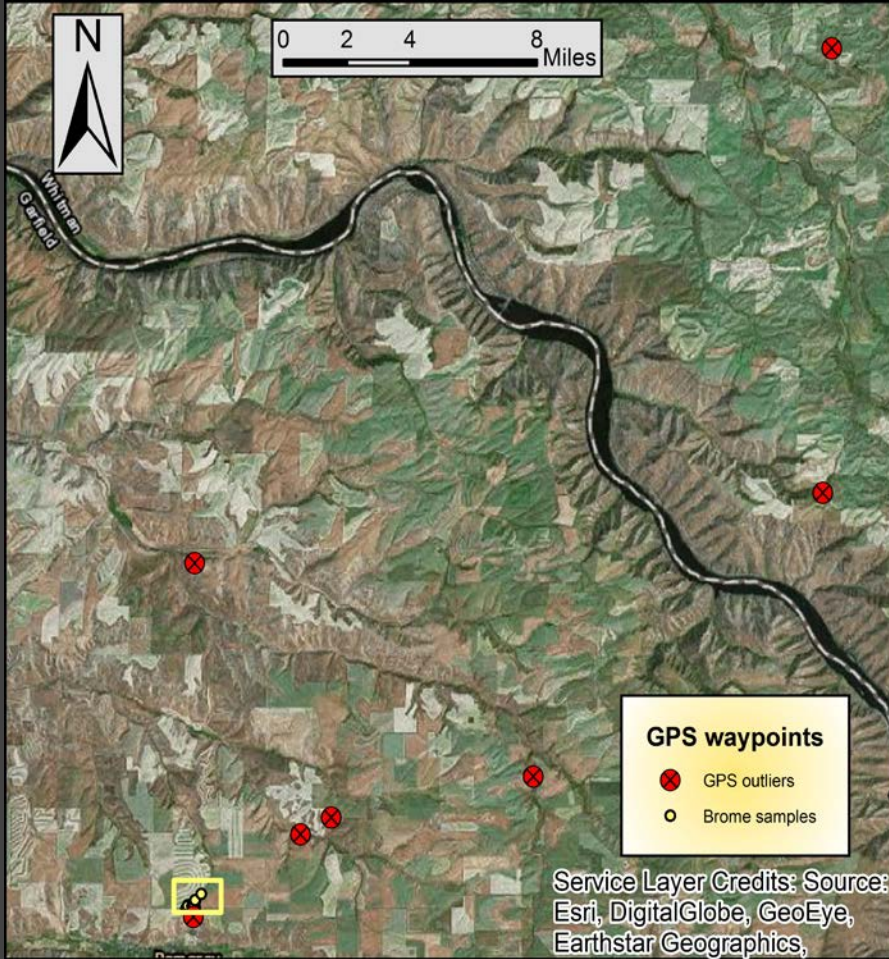 N
0 2 4 8
Miles
Whitman
Garfield
GPS waypoints
GPS outliers
Brome samples
Service Layer Credits: Source:
Esri, DigitalGlobe, GeoEye,
Earthstar Geographics,